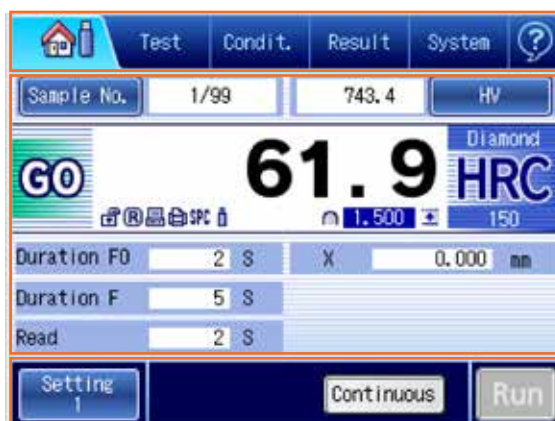 Test Condit. Result System ?
Sample No. 1/99 743.4 HV
Diamond
GO 61.9 HRC
R SPC 1.500 150
Duration F0 2 S X 0.000 mm
Duration F 5 S
Read 2 S
Setting Continuous Run
1